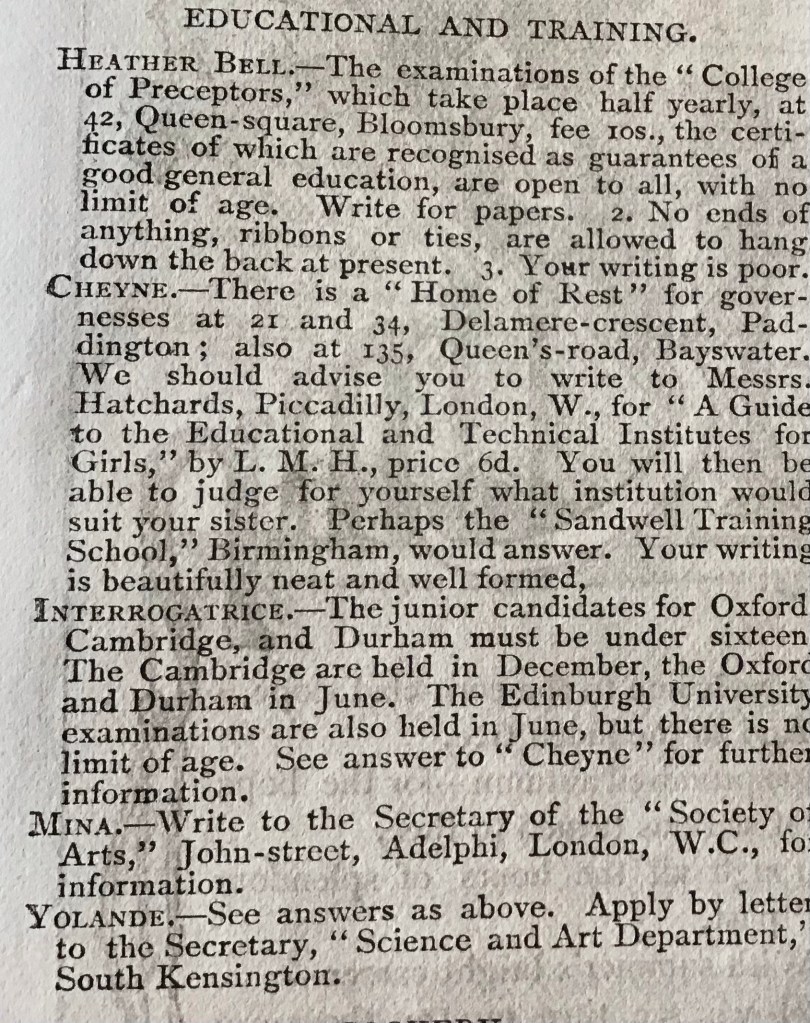 EDUCATIONAL AND TRAINING.
HEATHER BELL.—The examinations of the “College
of Preceptors,” which take place half yearly, at
42, Queen-square, Bloomsbury, fee 10s., the certi-
ficates of which are recognised as guarantees of a
good general education, are open to all, with no
limit of age. Write for papers. 2. No ends of
anything, ribbons or ties, are allowed to hang
down the back at present. 3. Your writing is poor.
CHEYNE.—There is a “Home of Rest” for gover-
nesses at 21 and 34, Delamere-crescent, Pad-
dington; also at 135, Queen's-road, Bayswater.
We should advise you to write to Messrs.
Hatchards, Piccadilly, London, W., for “A Guide
to the Educational and Technical Institutes for
Girls,” by L. M. H., price 6d. You will then be
able to judge for yourself what institution would
suit your sister. Perhaps the “Sandwell Training
School,” Birmingham, would answer. Your writing
is beautifully neat and well formed,
INTERROGATRICE.—The junior candidates for Oxford
Cambridge, and Durham must be under sixteen
The Cambridge are held in December, the Oxford
and Durham in June. The Edinburgh University
examinations are also held in June, but there is no
limit of age. See answer to “Cheyne” for further
information.
MINA.—Write to the Secretary of the “Society of
Arts,” John-street, Adelphi, London, W.C., for
information.
YOLANDE.—See answers as above. Apply by letter
to the Secretary, “Science and Art Department,’
South Kensington.